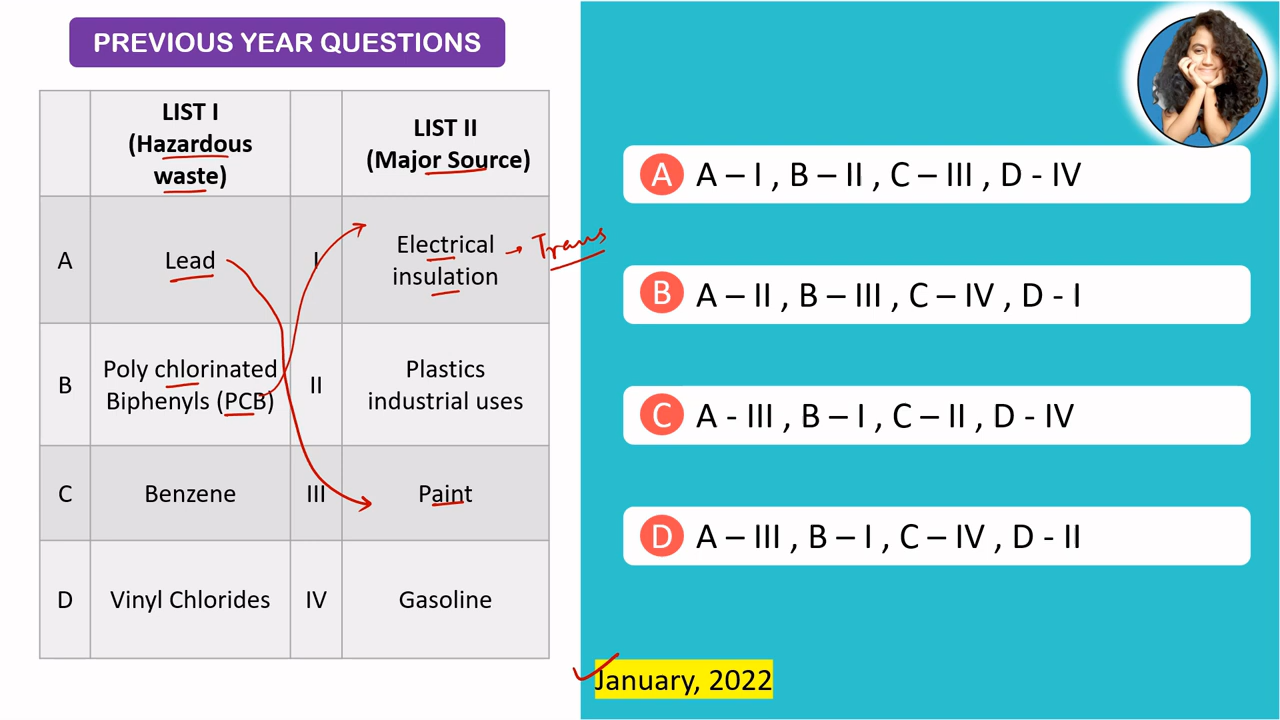 PREVIOUS YEAR QUESTIONS
LIST I
(Hazardous
waste)
LIST II
(Major Source)
A
Lead
I
Electrical
insulation
Trans
B
Poly chlorinated
Biphenyls (PCB)
II
Plastics
industrial uses
C
Benzene
III
Paint
D
Vinyl Chlorides
IV
Gasoline
A A – I , B – II , C – III , D - IV
B A – II , B – III , C – IV , D - I
C A - III , B – I , C – II , D - IV
D A – III , B – I , C – IV , D - II
January, 2022